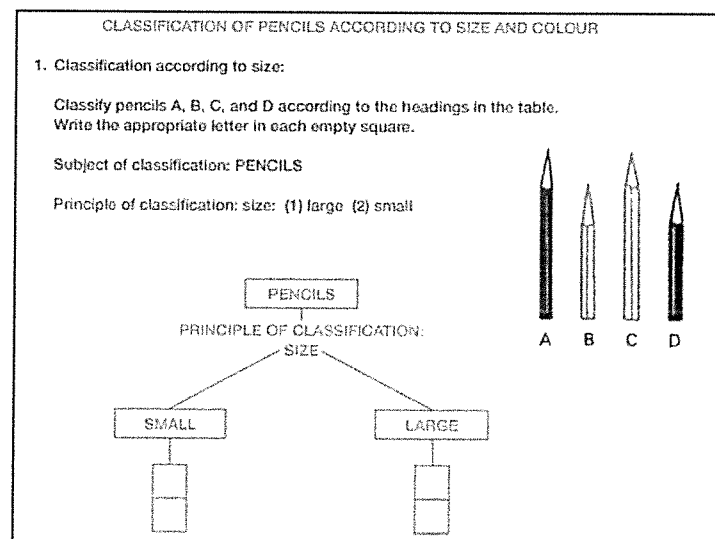 CLASSIFICATION OF PENCILS ACCORDING TO SIZE AND COLOUR
1. Classification according to size:
Classify pencils A, B, C, and D according to the headings in the table.
Write the appropriate letter in each empty square.
Subject of classification: PENCILS
Principle of classification: size: (1) large (2) small
A B C D
PENCILS
PRINCIPLE OF CLASSIFICATION:
SIZE
SMALL LARGE